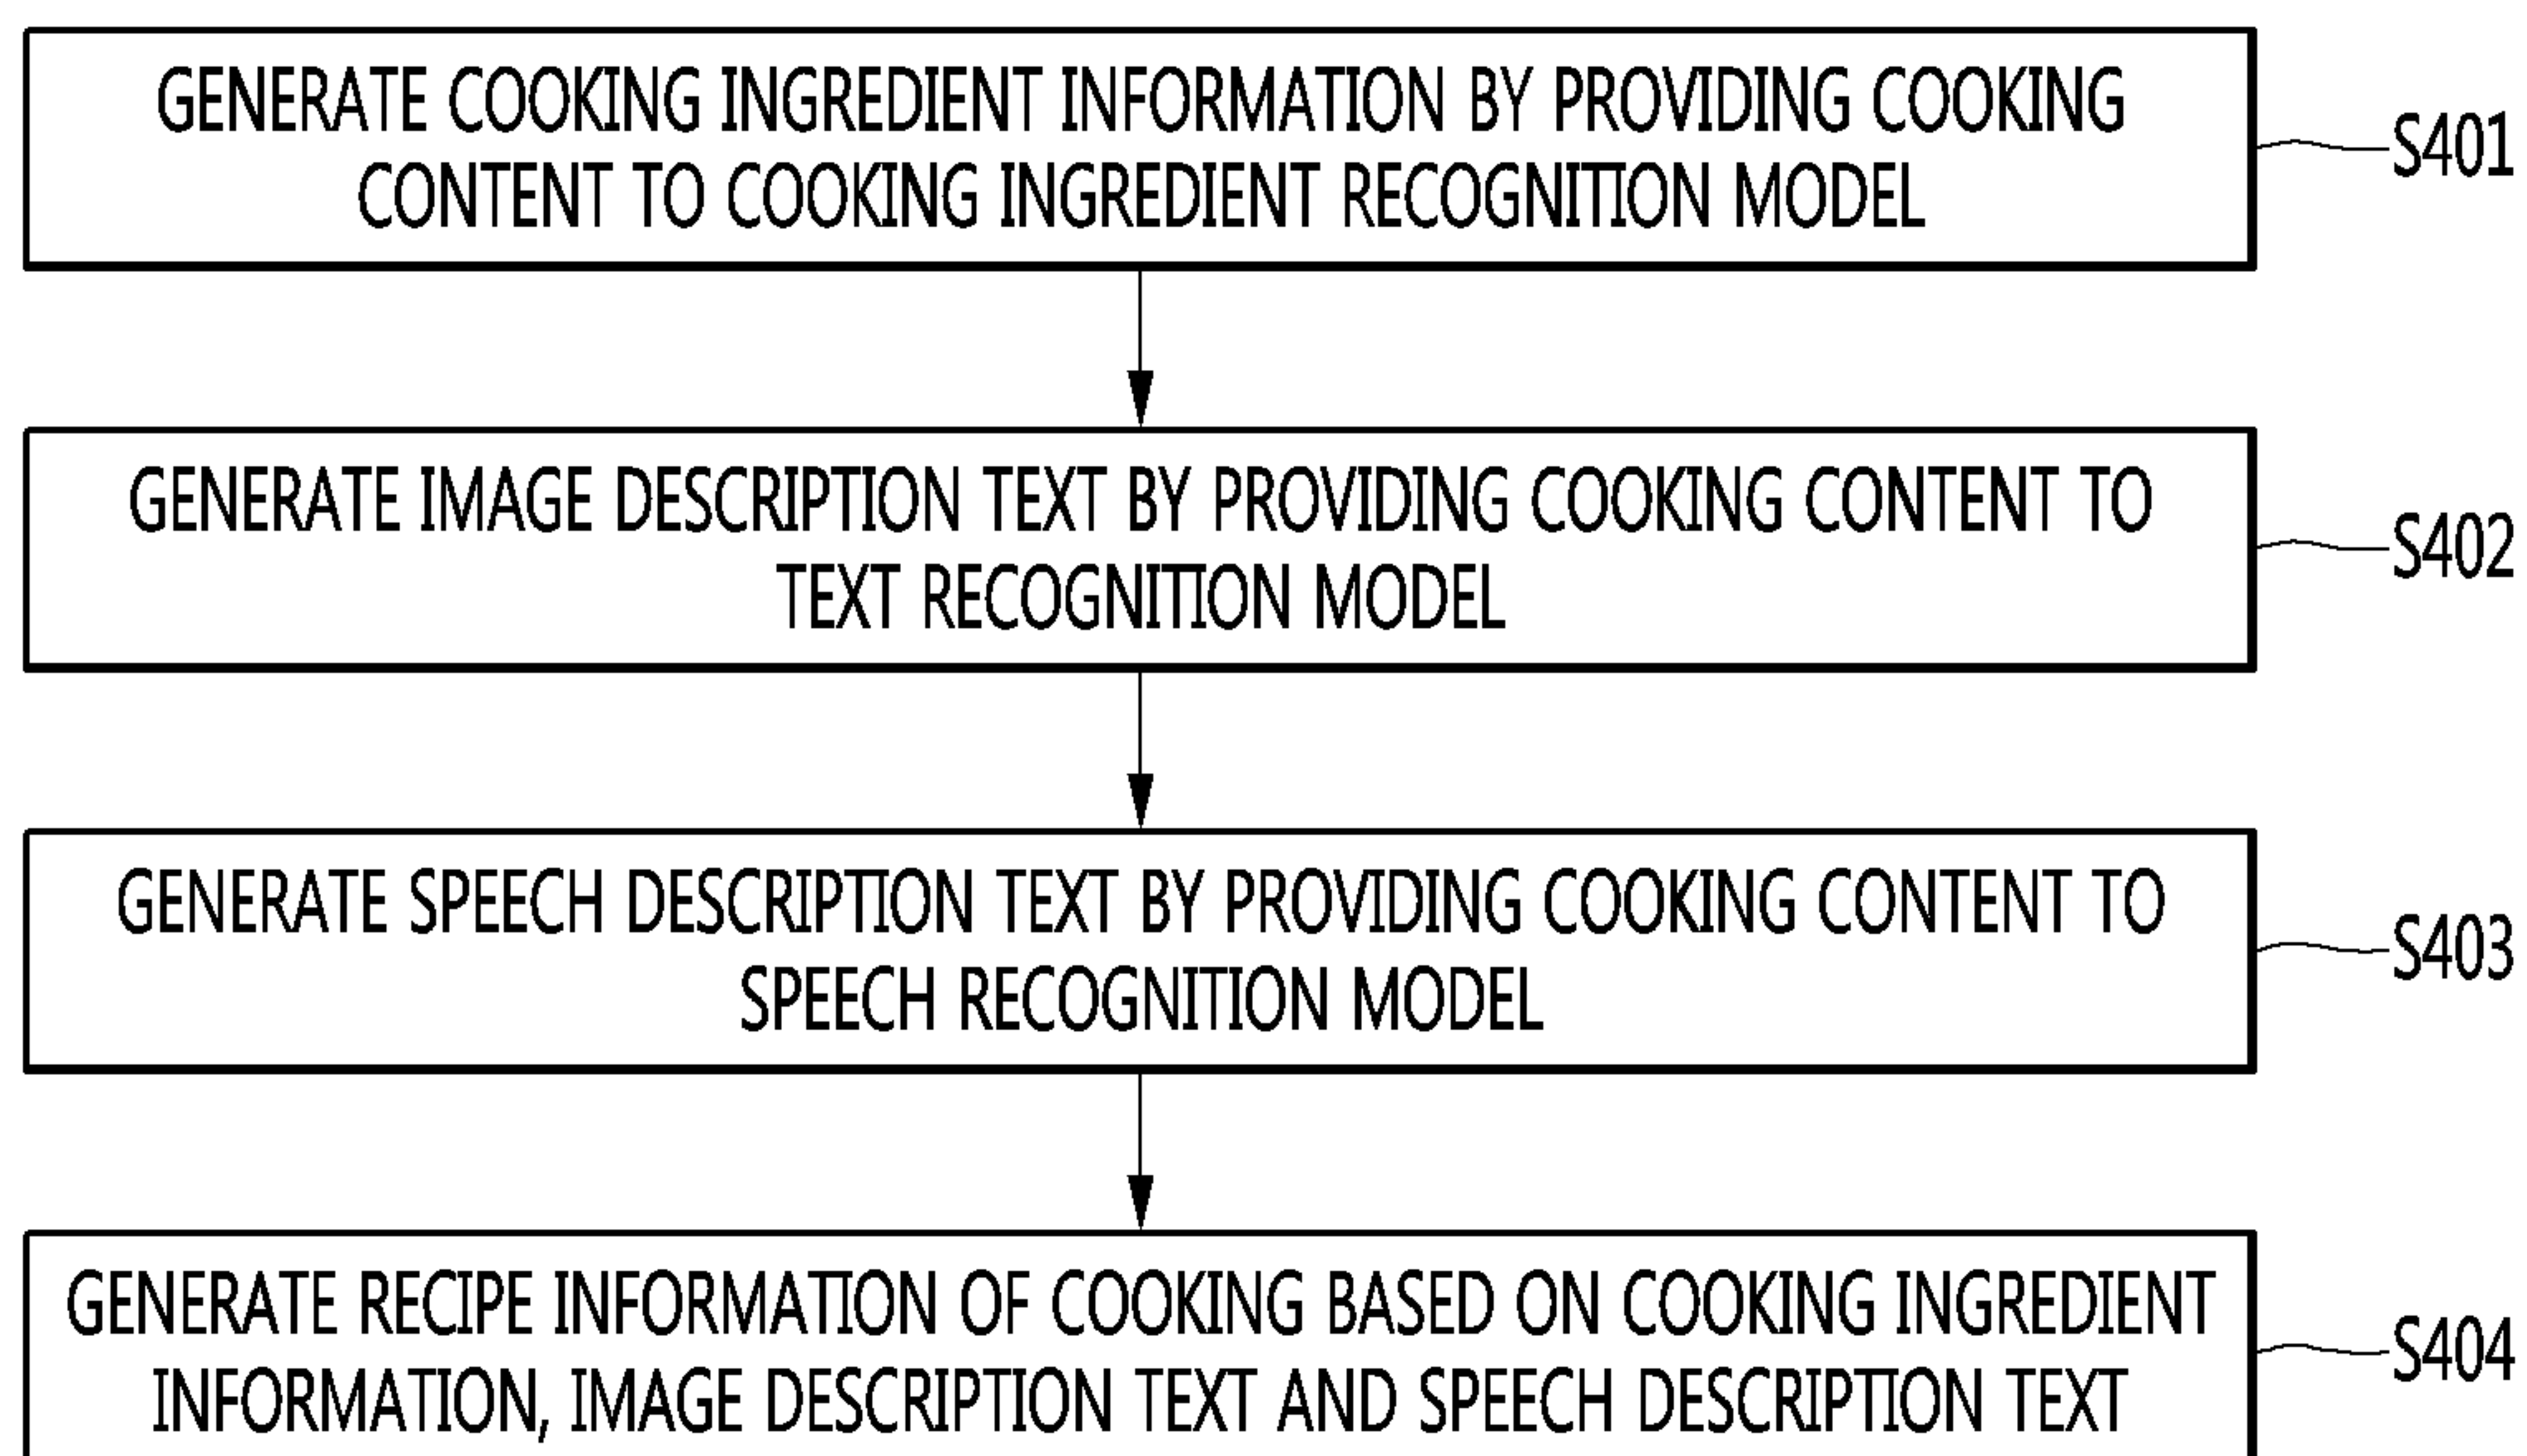 GENERATE COOKING INGREDIENT INFORMATION BY PROVIDING COOKING
CONTENT TO COOKING INGREDIENT RECOGNITION MODEL
S401
GENERATE IMAGE DESCRIPTION TEXT BY PROVIDING COOKING CONTENT TO
TEXT RECOGNITION MODEL
S402
GENERATE SPEECH DESCRIPTION TEXT BY PROVIDING COOKING CONTENT TO
SPEECH RECOGNITION MODEL
S403
GENERATE RECIPE INFORMATION OF COOKING BASED ON COOKING INGREDIENT
INFORMATION, IMAGE DESCRIPTION TEXT AND SPEECH DESCRIPTION TEXT
S404